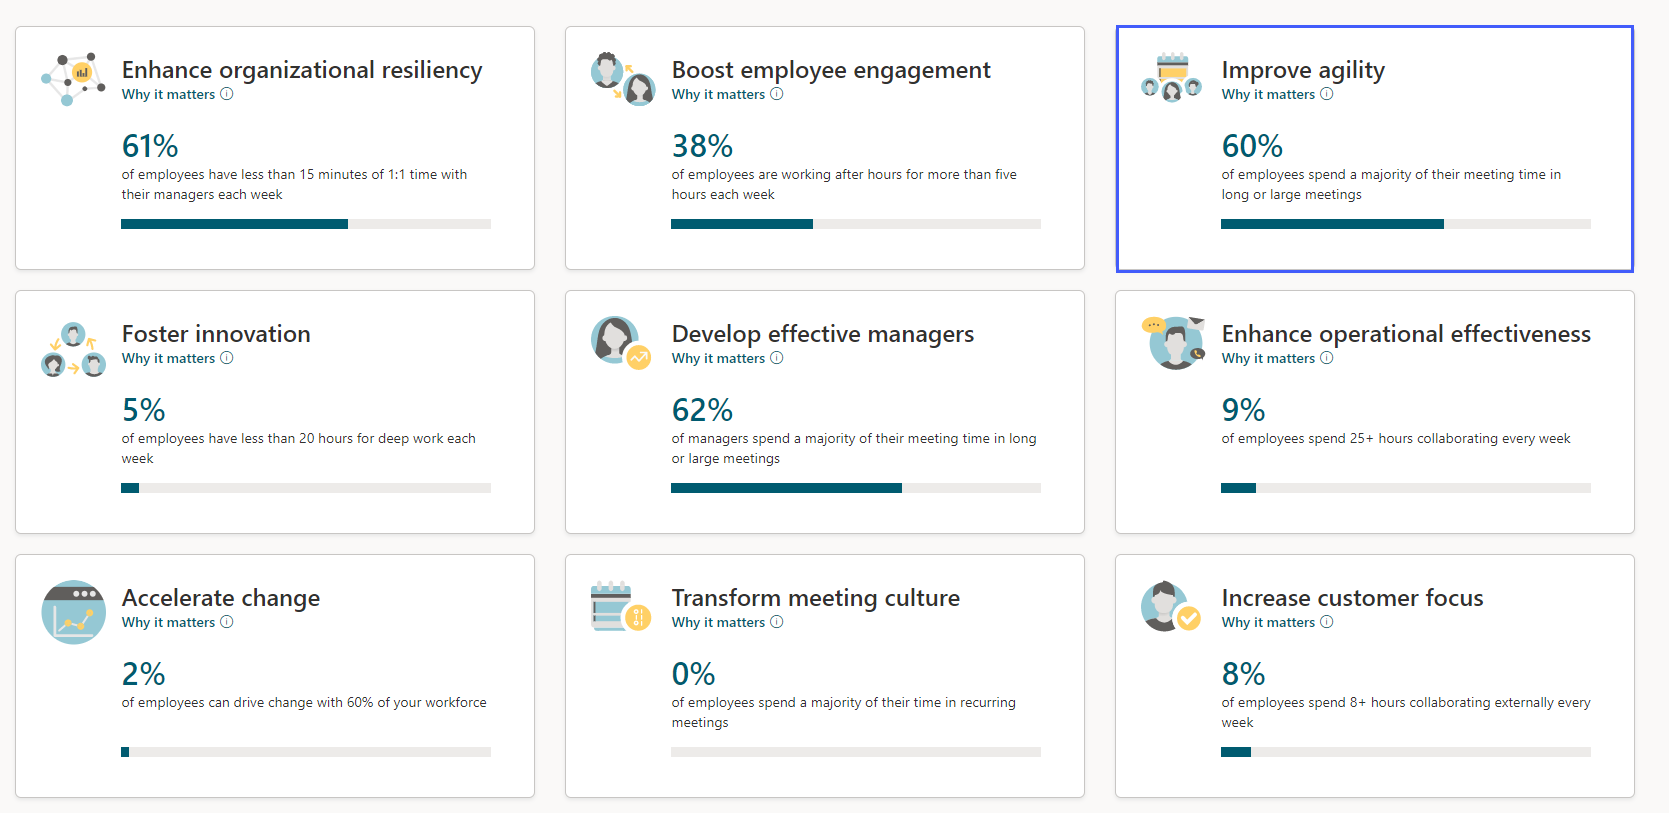 Enhance organizational resiliency
Why it matters
61%
of employees have less than 15 minutes of 1:1 time with
their managers each week
Boost employee engagement
Why it matters
38%
of employees are working after hours for more than five
hours each week
Improve agility
Why it matters
60%
of employees spend a majority of their meeting time in
long or large meetings
Foster innovation
Why it matters
5%
of employees have less than 20 hours for deep work each
week
Develop effective managers
Why it matters
62%
of managers spend a majority of their meeting time in long
or large meetings
Enhance operational effectiveness
Why it matters
9%
of employees spend 25+ hours collaborating every week
Accelerate change
Why it matters
2%
of employees can drive change with 60% of your workforce
Transform meeting culture
Why it matters
0%
of employees spend a majority of their time in recurring
meetings
Increase customer focus
Why it matters
8%
of employees spend 8+ hours collaborating externally every
week